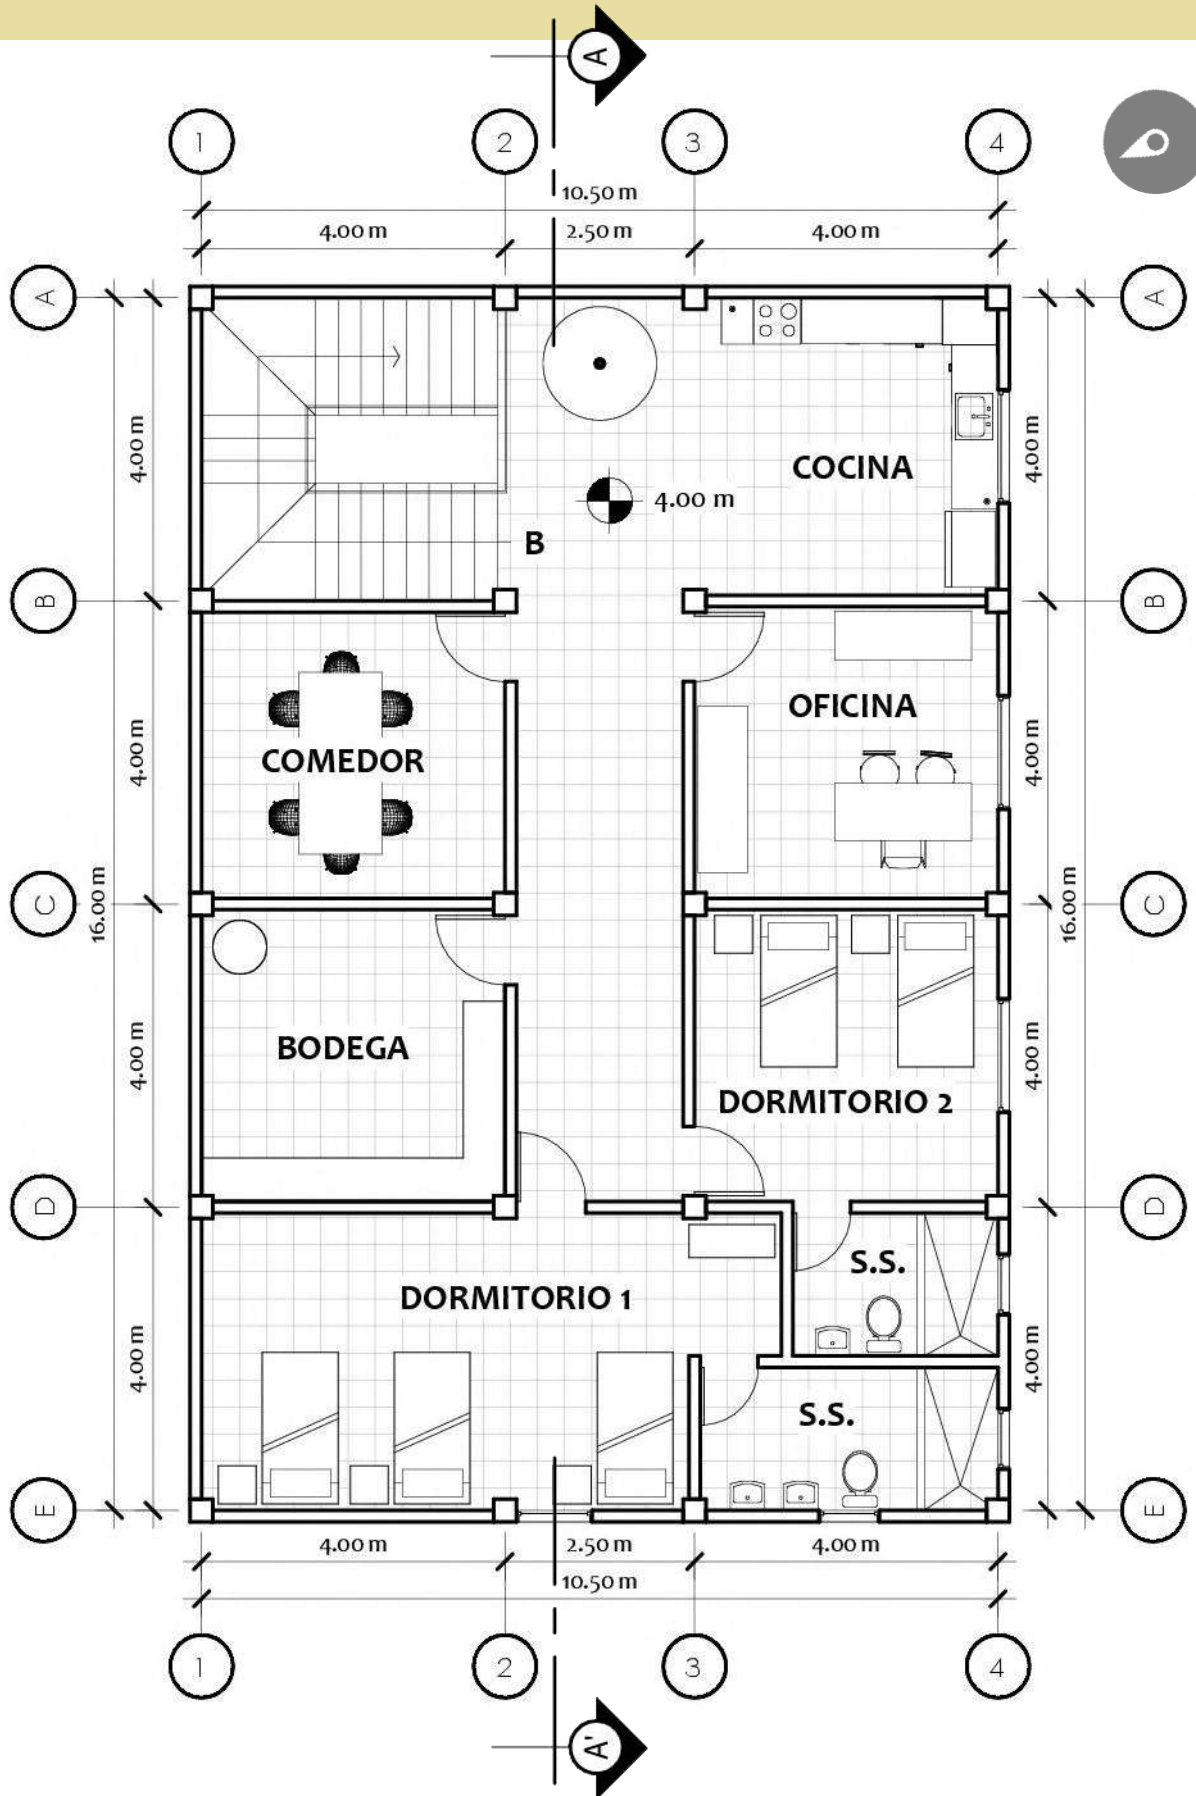 A
1 2 3 4
10.50 m
4.00 m 2.50 m 4.00 m
A A
4.00 m 4.00 m
COCINA
4.00 m
B
B B
OFICINA
4.00 m COMEDOR 4.00 m
C C
16.00 m 16.00 m
4.00 m BODEGA 4.00 m
DORMITORIO 2
D D
S.S.
DORMITORIO 1
4.00 m 4.00 m
S.S.
E E
4.00 m 2.50 m 4.00 m
10.50 m
1 2 3 4
A'